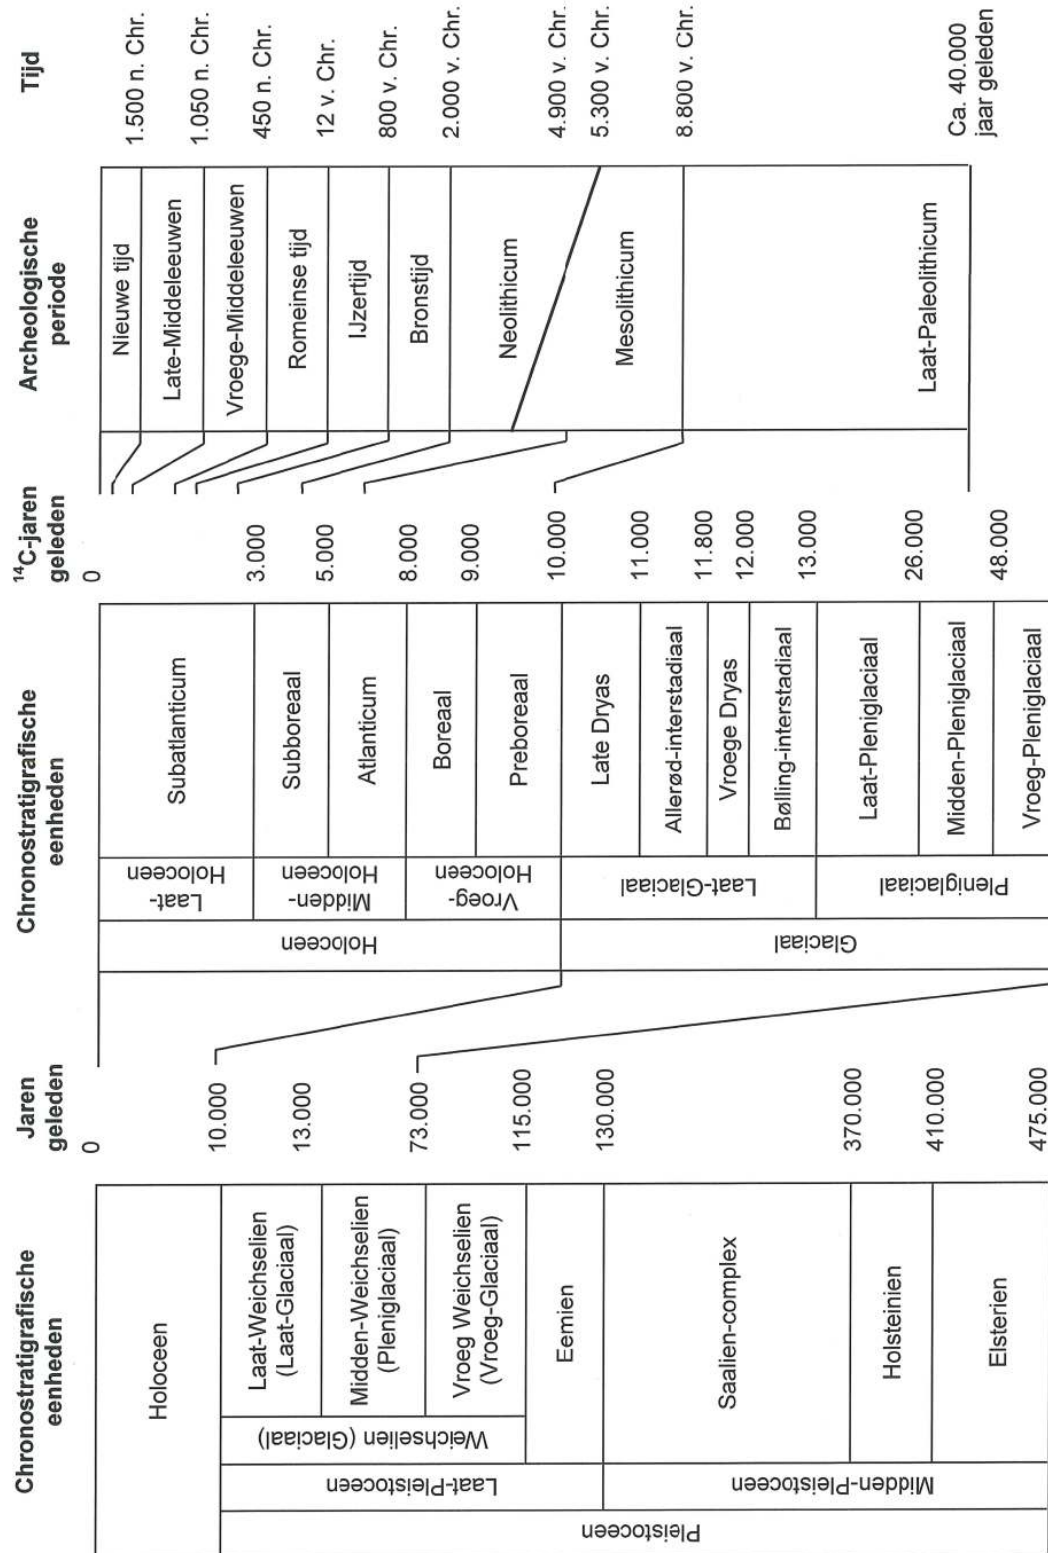 Chronostratigrafische
eenheden
Holoceen
Pleistoceen
Laat-Pleistoceen
Weichselien (Glaciaal)
Laat-Weichselien
(Laat-Glaciaal)
Midden-Weichselien
(Pleniglaciaal)
Vroeg Weichselien
(Vroeg-Glaciaal)
Eemien
Midden-Pleistoceen
Saalien-complex
Holsteinien
Elsterien
Jaren
geleden
0
10.000
13.000
73.000
115.000
130.000
370.000
410.000
475.000
Chronostratigrafische
eenheden
Holoceen
Laat-
Holoceen
Subatlanticum
Midden-
Holoceen
Subboreaal
Atlanticum
Vroeg-
Holoceen
Boreaal
Preboreaal
Glaciaal
Laat-Glaciaal
Late Dryas
Allerød-interstadiaal
Vroege Dryas
Bølling-interstadiaal
Pleniglaciaal
Laat-Pleniglaciaal
Midden-Pleniglaciaal
Vroeg-Pleniglaciaal
¹⁴C-jaren
geleden
0
3.000
5.000
8.000
9.000
10.000
11.000
11.800
12.000
13.000
26.000
48.000
Archeologische
periode
Nieuwe tijd
Late-Middeleeuwen
Vroege-Middeleeuwen
Romeinse tijd
IJzertijd
Bronstijd
Neolithicum
Mesolithicum
Laat-Paleolithicum
Tijd
1.500 n. Chr.
1.050 n. Chr.
450 n. Chr.
12 v. Chr.
800 v. Chr.
2.000 v. Chr.
4.900 v. Chr.
5.300 v. Chr.
8.800 v. Chr.
Ca. 40.000
jaar geleden